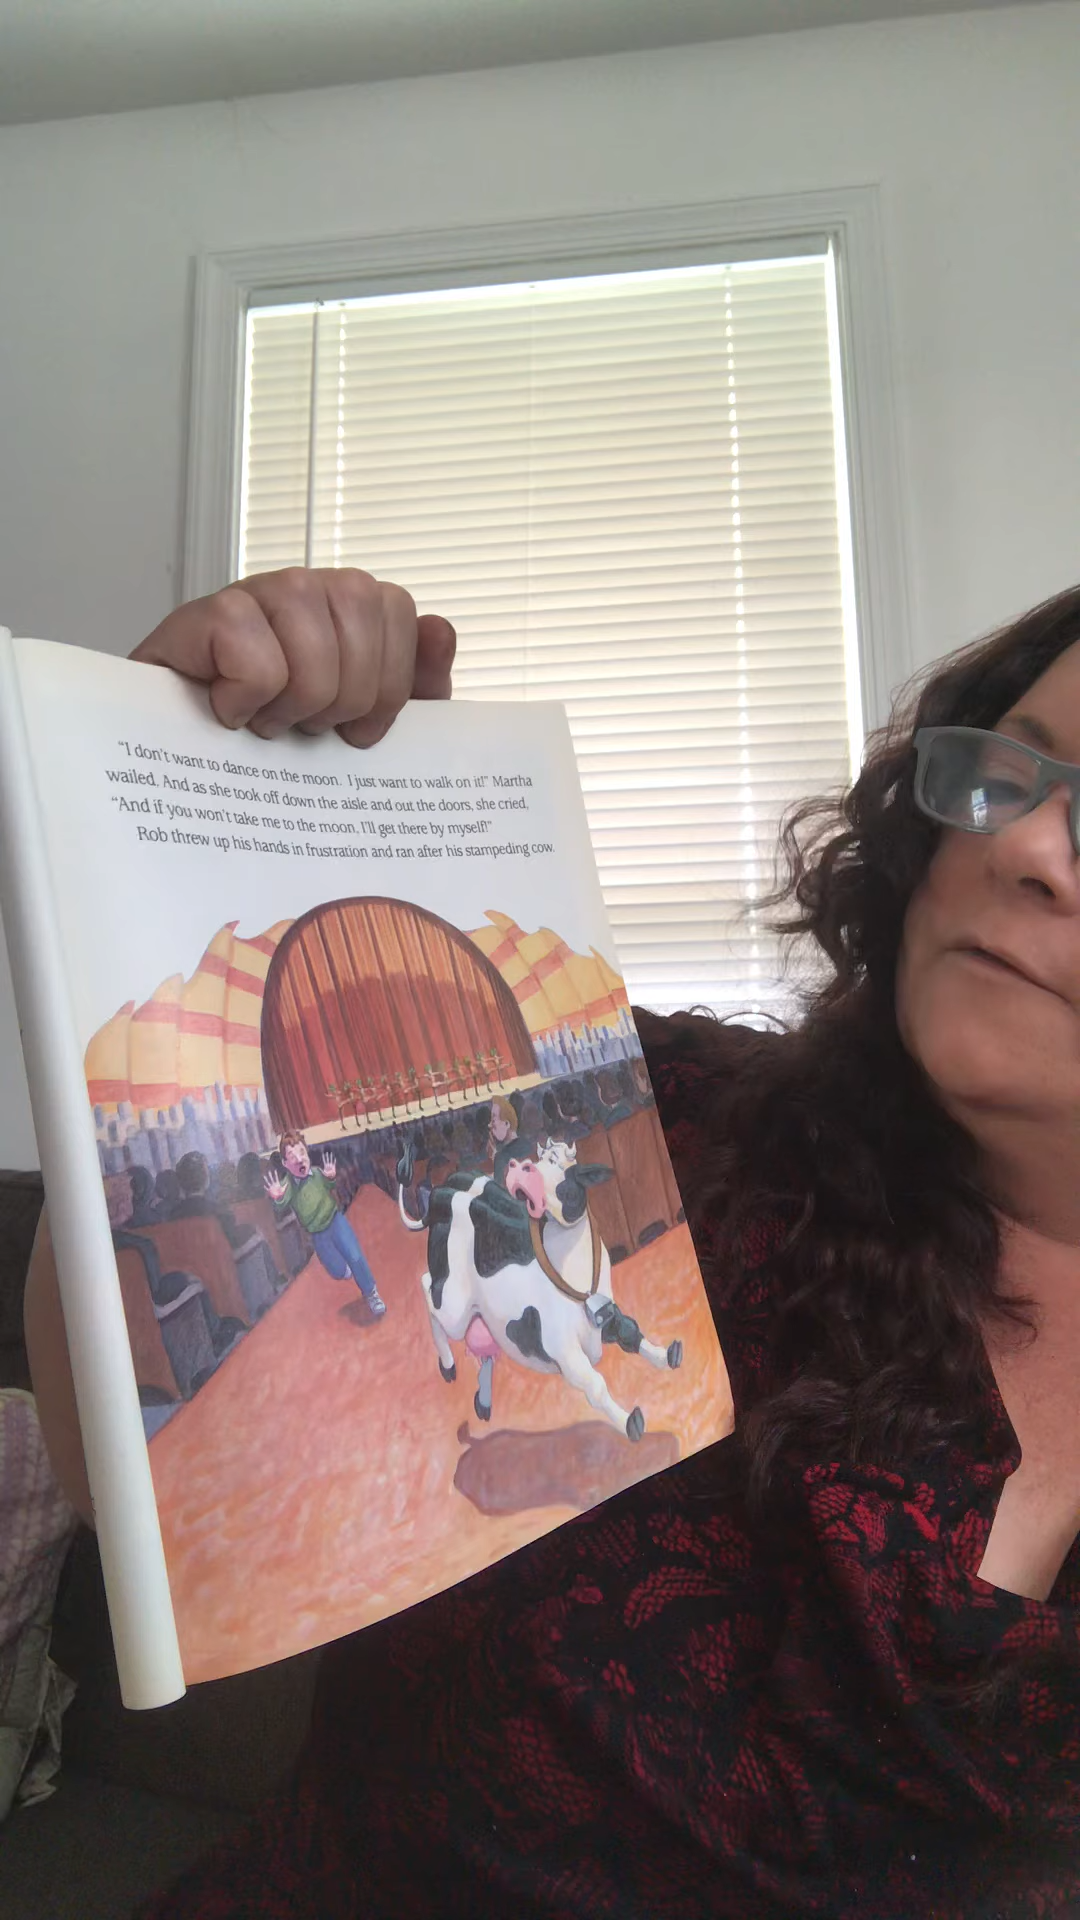 "I don't want to dance on the moon. I just want to walk on it!" Martha
wailed. And as she took off down the aisle and out the doors, she cried,
"And if you won't take me to the moon, I'll get there by myself!"
Rob threw up his hands in frustration and ran after his stampeding cow.